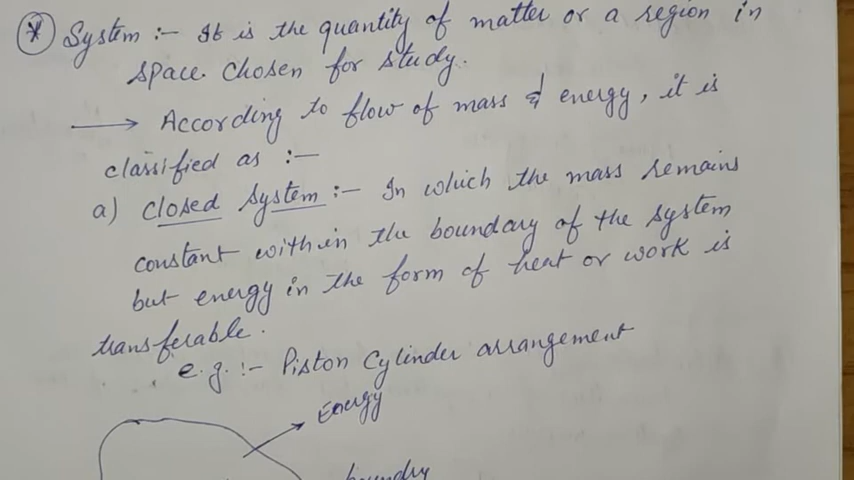 * System :- It is the quantity of matter or a region in
space chosen for study.
→ According to flow of mass & energy, it is
classified as :-
a) closed system :- In which the mass remains
constant within the boundary of the system
but energy in the form of heat or work is
transferable.
e.g. :- Piston Cylinder arrangement
Energy
boundry